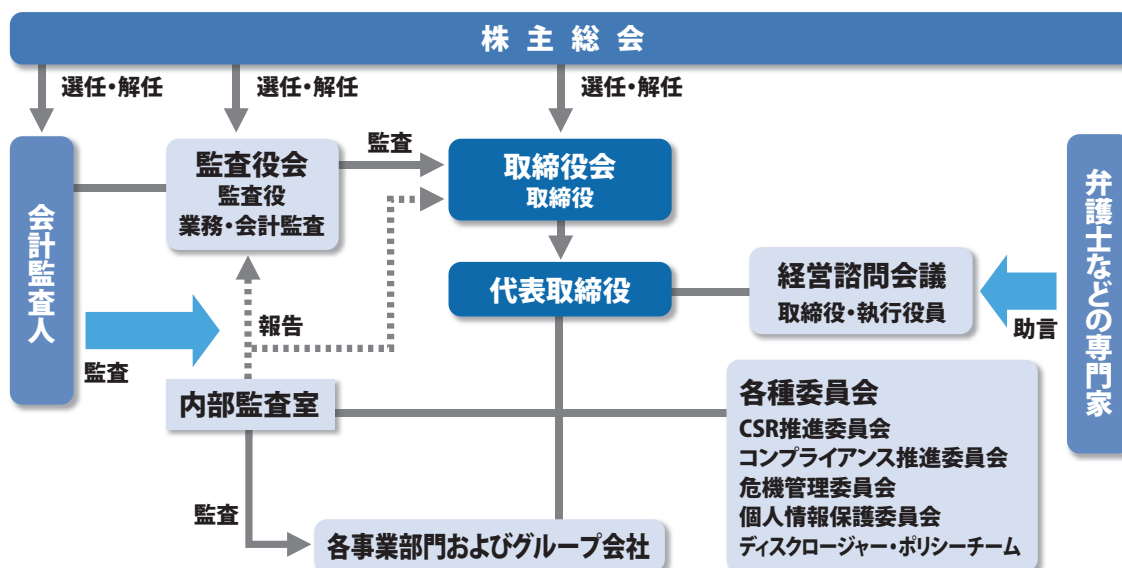 株主総会
選任・解任
選任・解任
選任・解任
会計監査人
監査役会
監査役
業務・会計監査
監査
取締役会
取締役
弁護士などの専門家
代表取締役
経営諮問会議
取締役・執行役員
助言
監査
報告
内部監査室
各種委員会
CSR推進委員会
コンプライアンス推進委員会
危機管理委員会
個人情報保護委員会
ディスクロージャー・ポリシーチーム
監査
各事業部門およびグループ会社